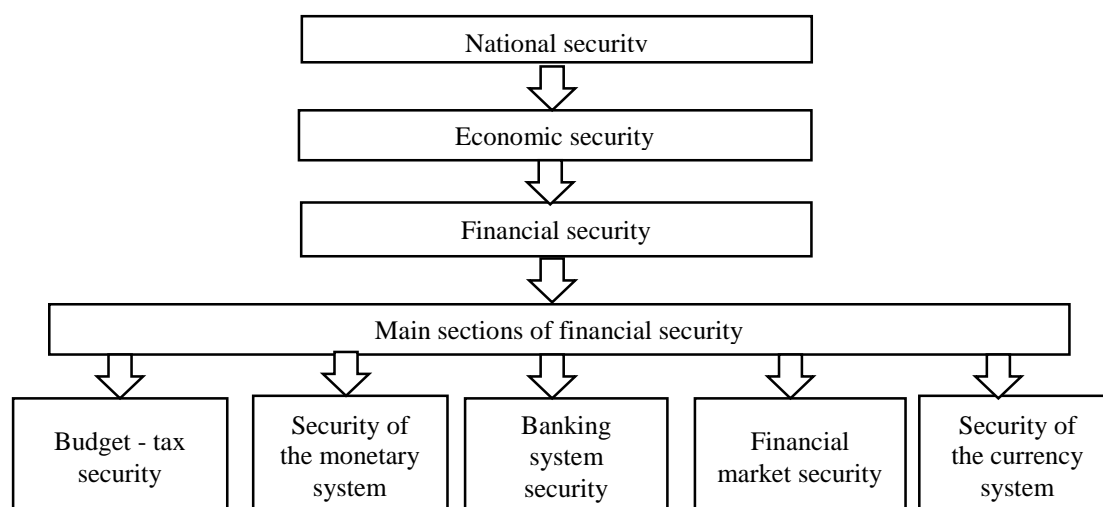 National security
Economic security
Financial security
Main sections of financial security
Budget - tax
security
Security of
the monetary
system
Banking
system
security
Financial
market security
Security of
the currency
system